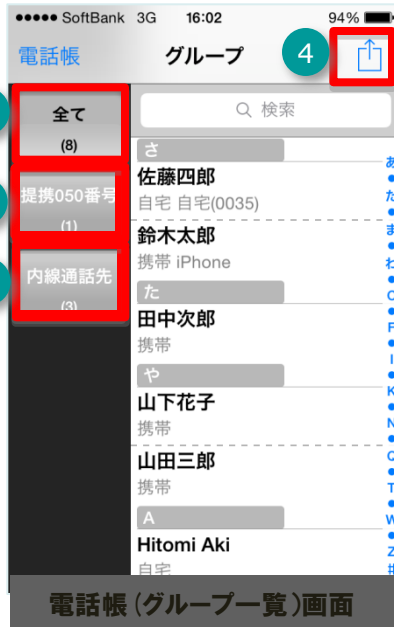 SoftBank 3G 16:02 94%
電話帳 グループ 4
全て
(8)
提携050番号
(1)
内線通話先
(3)
検索
さ
佐藤四郎
自宅 自宅(0035)
鈴木太郎
携帯 iPhone
た
田中次郎
携帯
や
山下花子
携帯
山田三郎
携帯
A
Hitomi Aki
自宅
あ
た
ま
わ
C
F
I
K
N
Q
T
W
Z
#
電話帳(グループ一覧)画面